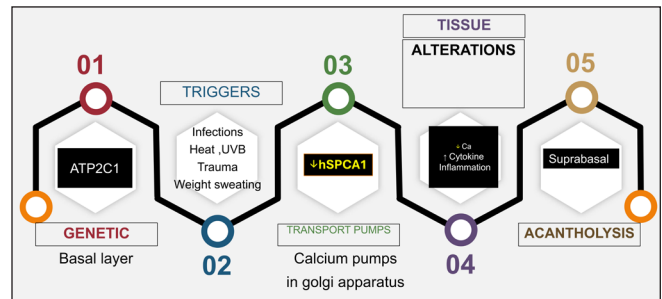 01
ATP2C1
GENETIC
Basal layer
TRIGGERS
Infections
Heat ,UVB
Trauma
Weight sweating
02
03
↓hSPCA1
TRANSPORT PUMPS
Calcium pumps
in golgi apparatus
TISSUE
ALTERATIONS
↓ Ca
↑ Cytokine
Inflammation
04
05
Suprabasal
ACANTHOLYSIS